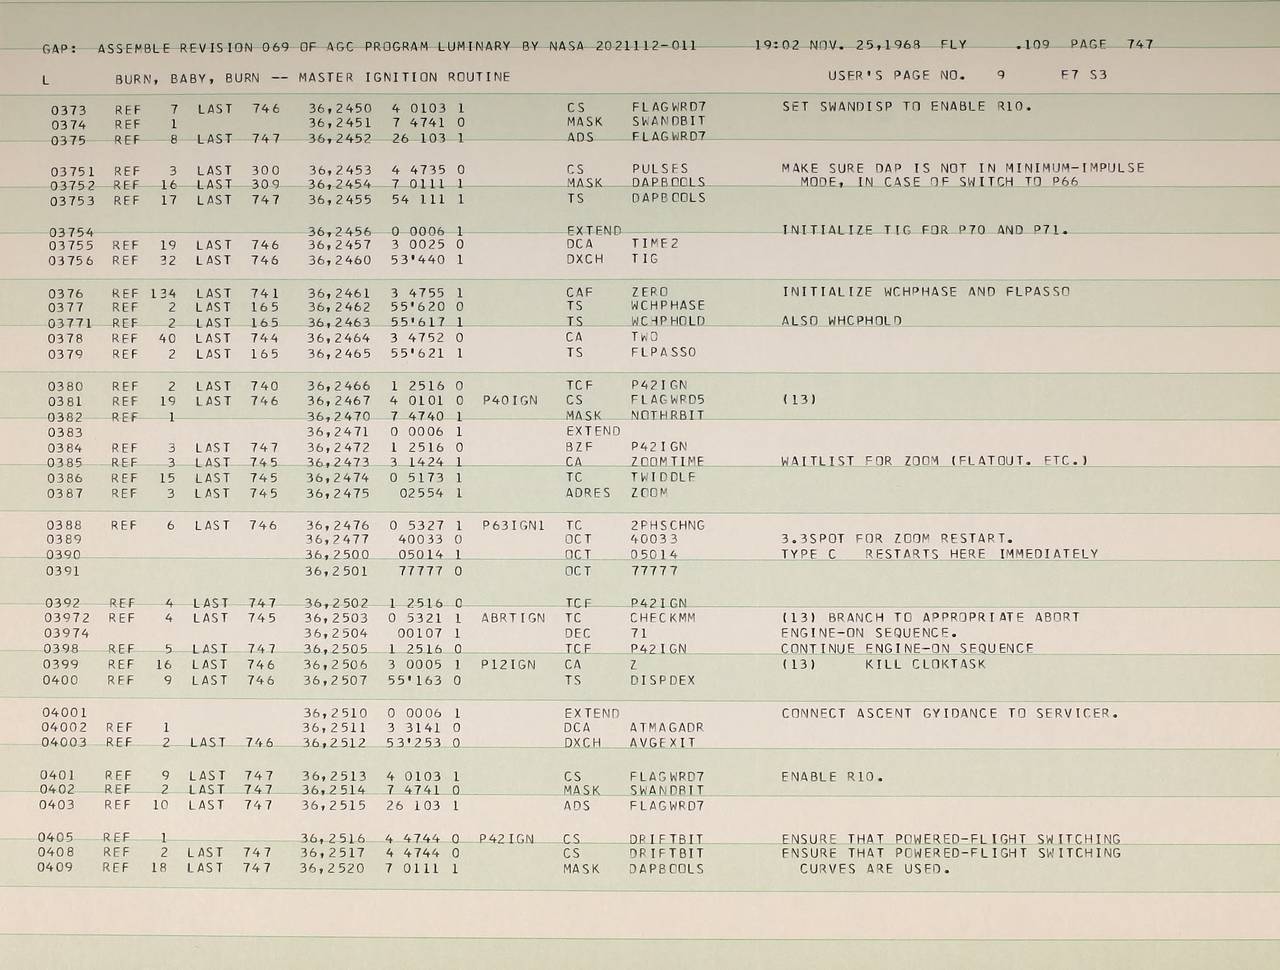 GAP: ASSEMBLE REVISION 069 OF AGC PROGRAM LUMINARY BY NASA 2021112-011 19:02 NOV. 25,1968 FLY .109 PAGE 747
L BURN, BABY, BURN -- MASTER IGNITION ROUTINE USER'S PAGE NO. 9 E7 S3
0373 REF 7 LAST 746 36,2450 4 0103 1 CS FLAGWRD7 SET SWANDISP TO ENABLE R10.
0374 REF 1 36,2451 7 4741 0 MASK SWANDBIT
0375 REF 8 LAST 747 36,2452 26 103 1 ADS FLAGWRD7
03751 REF 3 LAST 300 36,2453 4 4735 0 CS PULSES MAKE SURE DAP IS NOT IN MINIMUM-IMPULSE
03752 REF 16 LAST 309 36,2454 7 0111 1 MASK DAPBOOLS MODE, IN CASE OF SWITCH TO P66
03753 REF 17 LAST 747 36,2455 54 111 1 TS DAPBOOLS
03754 36,2456 0 0006 1 EXTEND INITIALIZE TIG FOR P70 AND P71.
03755 REF 19 LAST 746 36,2457 3 0025 0 DCA TIME2
03756 REF 32 LAST 746 36,2460 53'440 1 DXCH TIG
0376 REF 134 LAST 741 36,2461 3 4755 1 CAF ZERO INITIALIZE WCHPHASE AND FLPASSO
0377 REF 2 LAST 165 36,2462 55'620 0 TS WCHPHASE
03771 REF 2 LAST 165 36,2463 55'617 1 TS WCHPHOLD ALSO WHCPHOLD
0378 REF 40 LAST 744 36,2464 3 4752 0 CA TWO
0379 REF 2 LAST 165 36,2465 55'621 1 TS FLPASSO
0380 REF 2 LAST 740 36,2466 1 2516 0 TCF P42IGN
0381 REF 19 LAST 746 36,2467 4 0101 0 P40IGN CS FLAGWRD5 (13)
0382 REF 1 36,2470 7 4740 1 MASK NOTHRBIT
0383 36,2471 0 0006 1 EXTEND
0384 REF 3 LAST 747 36,2472 1 2516 0 BZF P42IGN
0385 REF 3 LAST 745 36,2473 3 1424 1 CA ZOOMTIME WAITLIST FOR ZOOM (FLATOUT. ETC.)
0386 REF 15 LAST 745 36,2474 0 5173 1 TC TWIDDLE
0387 REF 3 LAST 745 36,2475 02554 1 ADRES ZOOM
0388 REF 6 LAST 746 36,2476 0 5327 1 P63IGN1 TC 2PHSCHNG
0389 36,2477 40033 0 OCT 40033 3.3SPOT FOR ZOOM RESTART.
0390 36,2500 05014 1 OCT 05014 TYPE C RESTARTS HERE IMMEDIATELY
0391 36,2501 77777 0 OCT 77777
0392 REF 4 LAST 747 36,2502 1 2516 0 TCF P42IGN
03972 REF 4 LAST 745 36,2503 0 5321 1 ABRTIGN TC CHECKMM (13) BRANCH TO APPROPRIATE ABORT
03974 36,2504 00107 1 DEC 71 ENGINE-ON SEQUENCE.
0398 REF 5 LAST 747 36,2505 1 2516 0 TCF P42IGN CONTINUE ENGINE-ON SEQUENCE
0399 REF 16 LAST 746 36,2506 3 0005 1 P12IGN CA Z (13) KILL CLOKTASK
0400 REF 9 LAST 746 36,2507 55'163 0 TS DISPDEX
04001 36,2510 0 0006 1 EXTEND CONNECT ASCENT GYIDANCE TO SERVICER.
04002 REF 1 36,2511 3 3141 0 DCA ATMAGADR
04003 REF 2 LAST 746 36,2512 53'253 0 DXCH AVGEXIT
0401 REF 9 LAST 747 36,2513 4 0103 1 CS FLAGWRD7 ENABLE R10.
0402 REF 2 LAST 747 36,2514 7 4741 0 MASK SWANDBIT
0403 REF 10 LAST 747 36,2515 26 103 1 ADS FLAGWRD7
0405 REF 1 36,2516 4 4744 0 P42IGN CS DRIFTBIT ENSURE THAT POWERED-FLIGHT SWITCHING
0408 REF 2 LAST 747 36,2517 4 4744 0 CS DRIFTBIT ENSURE THAT POWERED-FLIGHT SWITCHING
0409 REF 18 LAST 747 36,2520 7 0111 1 MASK DAPBOOLS CURVES ARE USED.